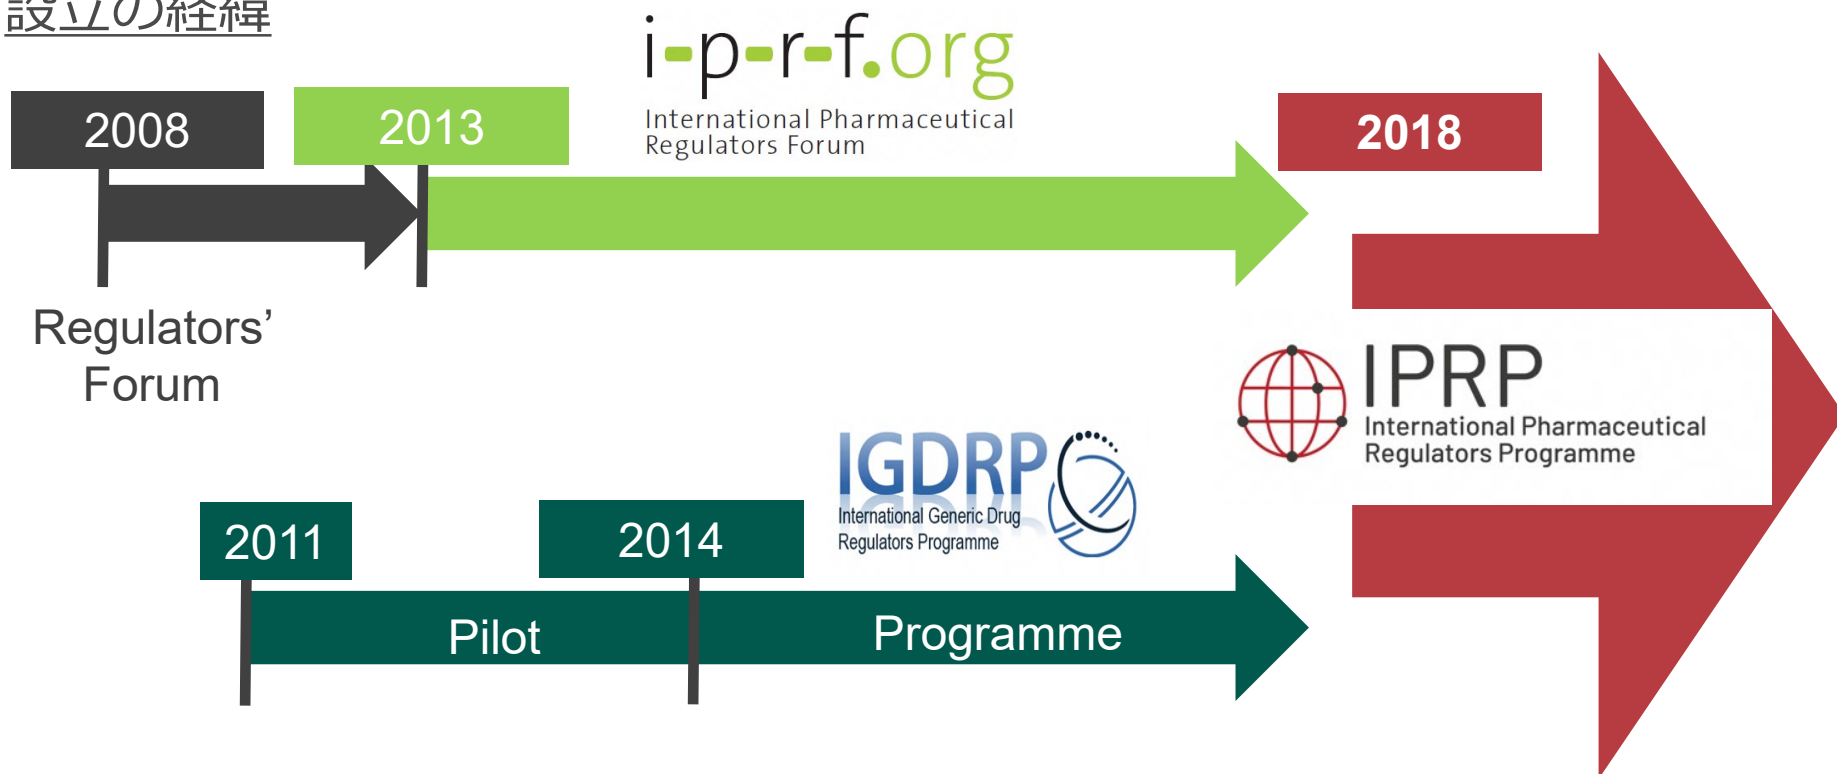 設立の経緯
i-p-r-f.org
International Pharmaceutical
Regulators Forum
2008
2013
2018
Regulators’
Forum
IPRP
International Pharmaceutical
Regulators Programme
IGDRP
International Generic Drug
Regulators Programme
2011
2014
Pilot
Programme